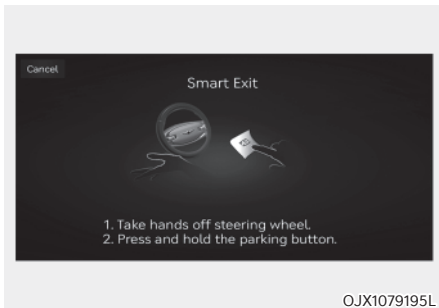 Cancel
Smart Exit
1. Take hands off steering wheel.
2. Press and hold the parking button.
OJX1079195L